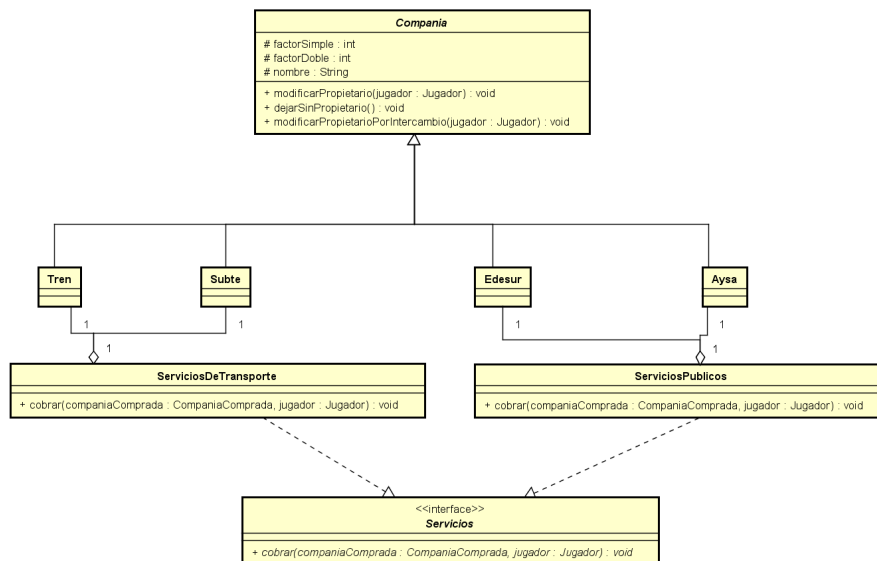 Compania
# factorSimple : int
# factorDoble : int
# nombre : String
+ modificarPropietario(jugador : Jugador) : void
+ dejarSinPropietario() : void
+ modificarPropietarioPorIntercambio(jugador : Jugador) : void
Tren
Subte
Edesur
Aysa
1
1
1
1
1
1
ServiciosDeTransporte
+ cobrar(companiaComprada : CompaniaComprada, jugador : Jugador) : void
ServiciosPublicos
+ cobrar(companiaComprada : CompaniaComprada, jugador : Jugador) : void
<<interface>>
Servicios
+ cobrar(companiaComprada : CompaniaComprada, jugador : Jugador) : void